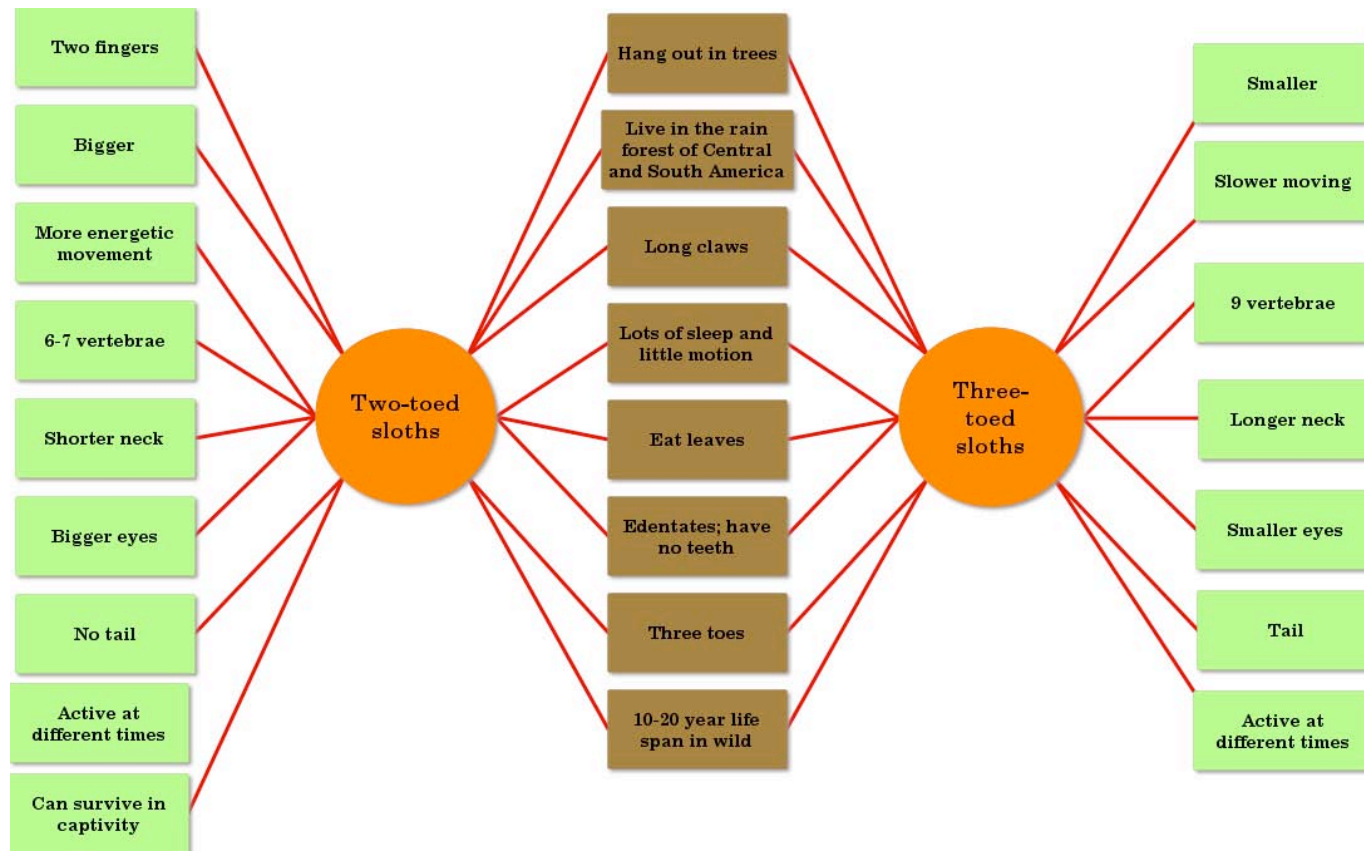 Two fingers
Bigger
More energetic
movement
6-7 vertebrae
Shorter neck
Bigger eyes
No tail
Active at
different times
Can survive in
captivity
Two-toed
sloths
Hang out in trees
Live in the rain
forest of Central
and South America
Long claws
Lots of sleep and
little motion
Eat leaves
Edentates; have
no teeth
Three toes
10-20 year life
span in wild
Three-
toed
sloths
Smaller
Slower moving
9 vertebrae
Longer neck
Smaller eyes
Tail
Active at
different times